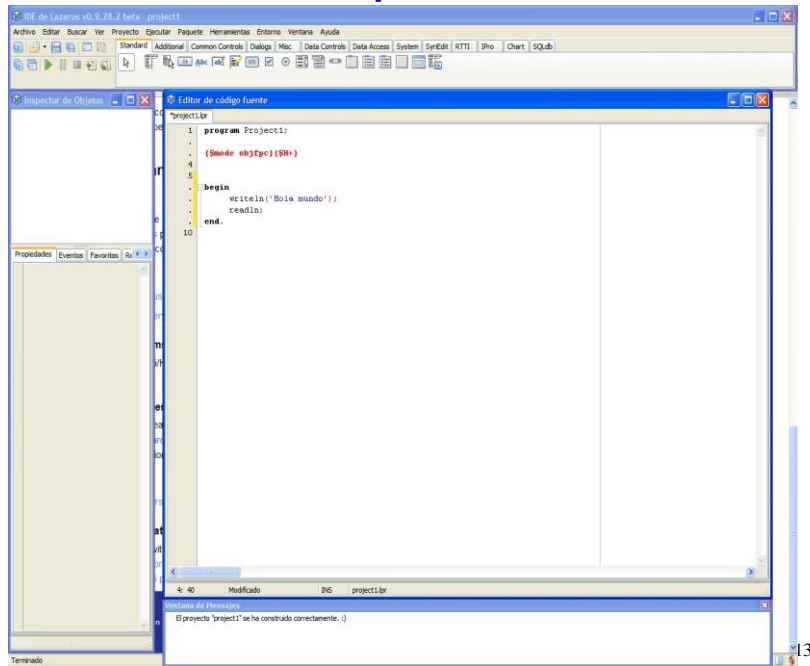 IDE de Lazarus v0.9.28.2 beta - project1
Archivo Editar Buscar Ver Proyecto Ejecutar Paquete Herramientas Entorno Ventana Ayuda
Standard Additional Common Controls Dialogs Misc Data Controls Data Access System SynEdit RTTI IPro Chart SQLdb
Inspector de Objetos
Propiedades Eventos Favoritos
Editor de código fuente
*project1.lpr
1 program Project1;
.
. {$mode objfpc}{$H+}
4
5
. begin
. writeln('Hola mundo');
. readln;
. end.
10
4: 40 Modificado INS project1.lpr
Ventana de Mensajes
El proyecto "project1" se ha construido correctamente. :)
Terminado
13